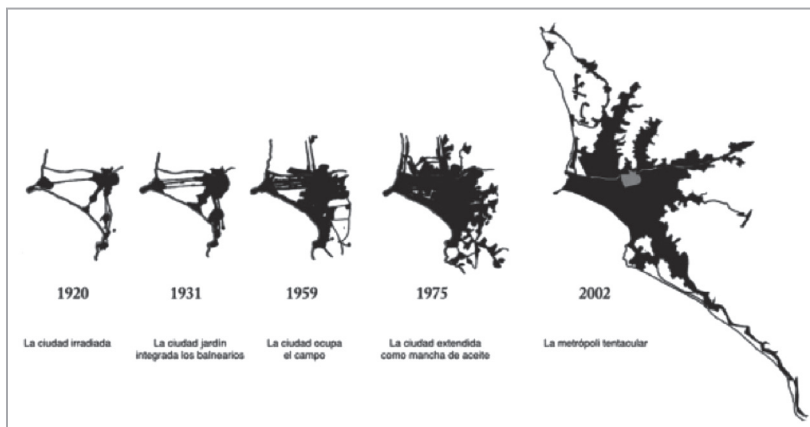 1920
1931
1959
1975
2002
La ciudad irradiada
La ciudad jardín
integrada los balnearios
La ciudad ocupa
el campo
La ciudad extendida
como mancha de aceite
La metrópoli tentacular